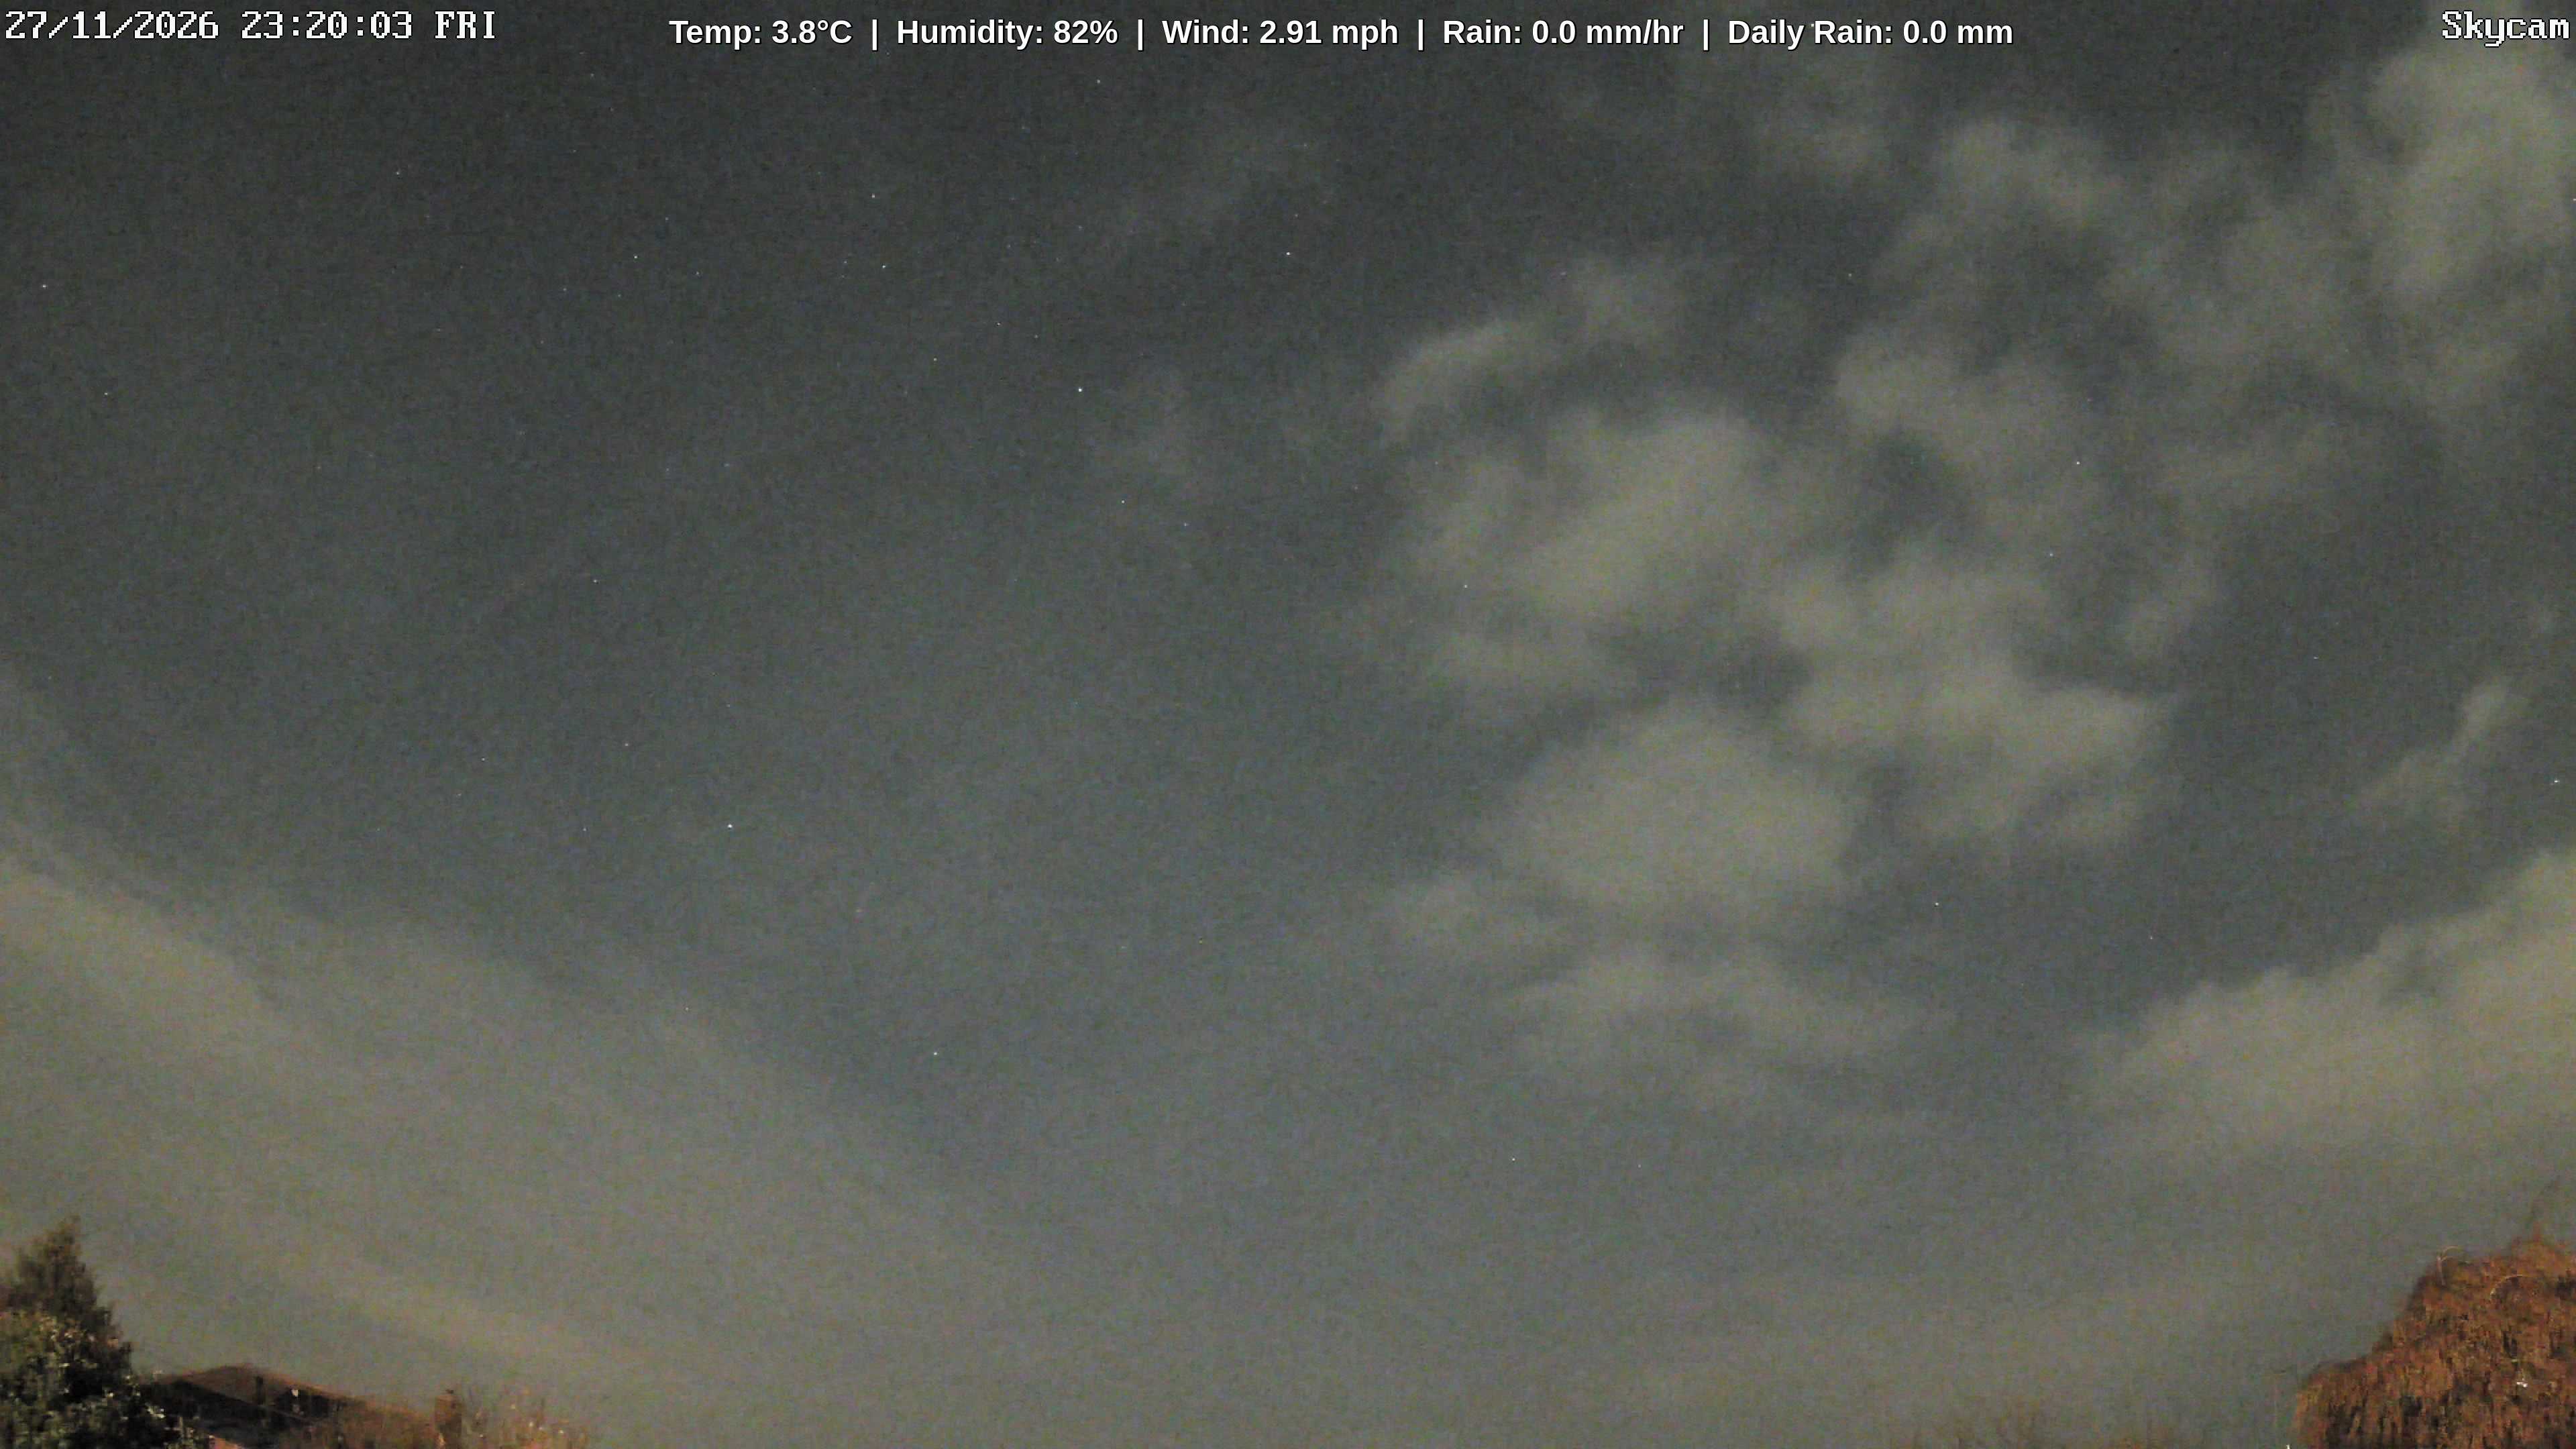 27/11/2026 23:20:03 FRI
Temp: 3.8°C | Humidity: 82% | Wind: 2.91 mph | Rain: 0.0 mm/hr | Daily Rain: 0.0 mm
Skycam